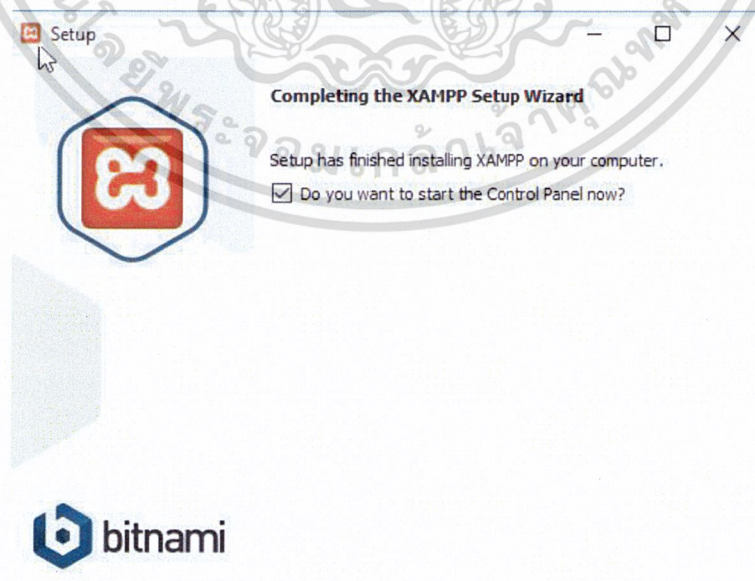 Setup
Completing the XAMPP Setup Wizard
Setup has finished installing XAMPP on your computer.
Do you want to start the Control Panel now?
bitnami